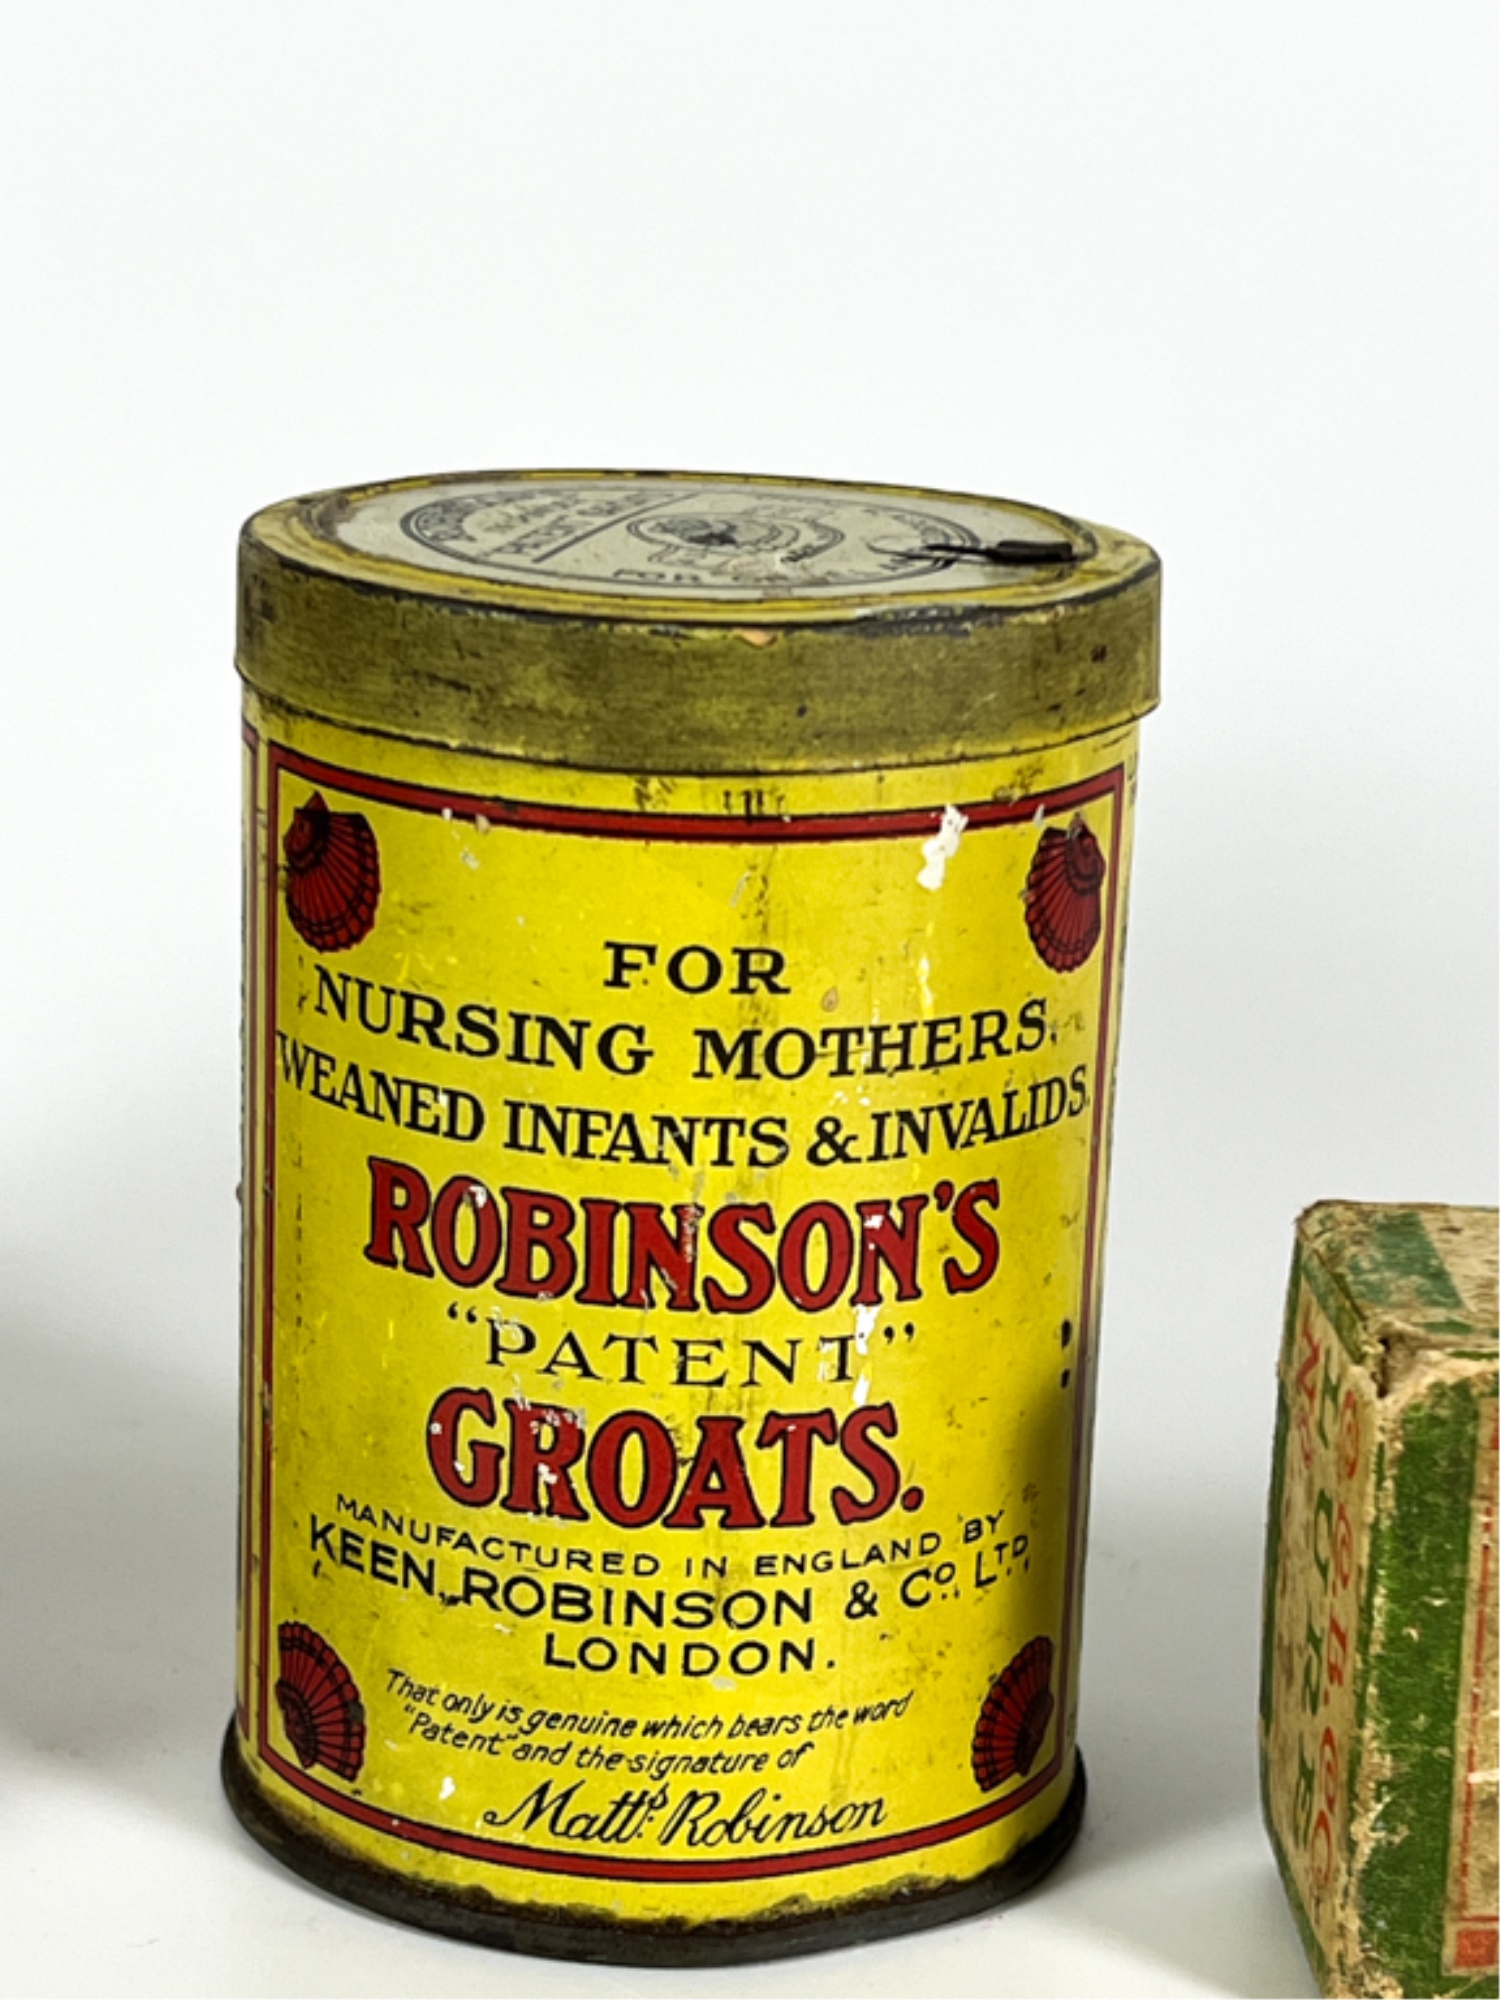 FOR
NURSING MOTHERS,
WEANED INFANTS & INVALIDS.
ROBINSON'S
"PATENT"
GROATS.
MANUFACTURED IN ENGLAND BY
KEEN, ROBINSON & Co., LTD.,
LONDON.
That only is genuine which bears the word
"Patent" and the signature of
Matts. Robinson